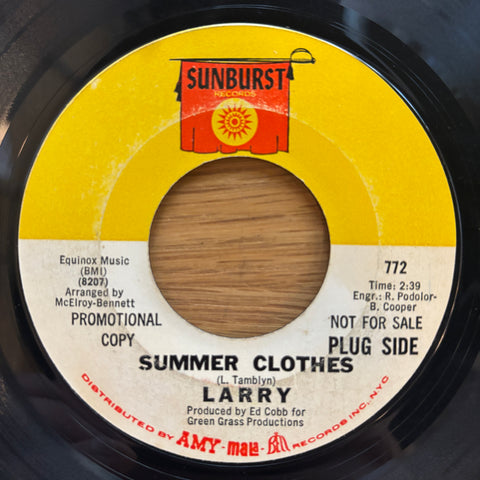 SUNBURST
RECORDS
Equinox Music
(BMI)
(8207)
Arranged by
McElroy-Bennett
PROMOTIONAL
COPY
772
Time: 2:39
Engr.: R. Podolor-
B. Cooper
NOT FOR SALE
PLUG SIDE
SUMMER CLOTHES
(L. Tamblyn)
LARRY
Produced by Ed Cobb for
Green Grass Productions
DISTRIBUTED BY AMY-mala-Bell RECORDS INC. NYC